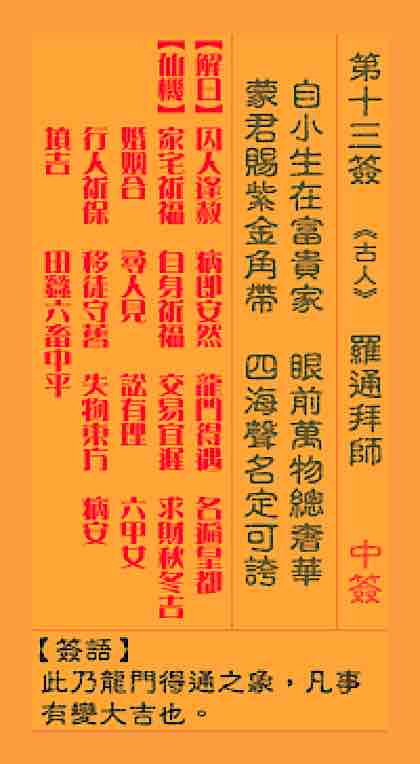 第十三簽 《古人》 羅通拜師 中簽
自小生在富貴家 眼前萬物總奢華
蒙君賜紫金角帶 四海聲名定可誇
【解曰】 囚人逢赦 病即安然 龍門得遇 名遍皇都
【仙機】 家宅祈福 自身祈福 交易宜遲 求財秋冬吉
婚姻合 尋人見 訟有理 六甲女
行人祈保 移徒守舊 失物東方 病安
墳吉 田蠶六畜中平
【簽語】
此乃龍門得通之象，凡事
有變大吉也。